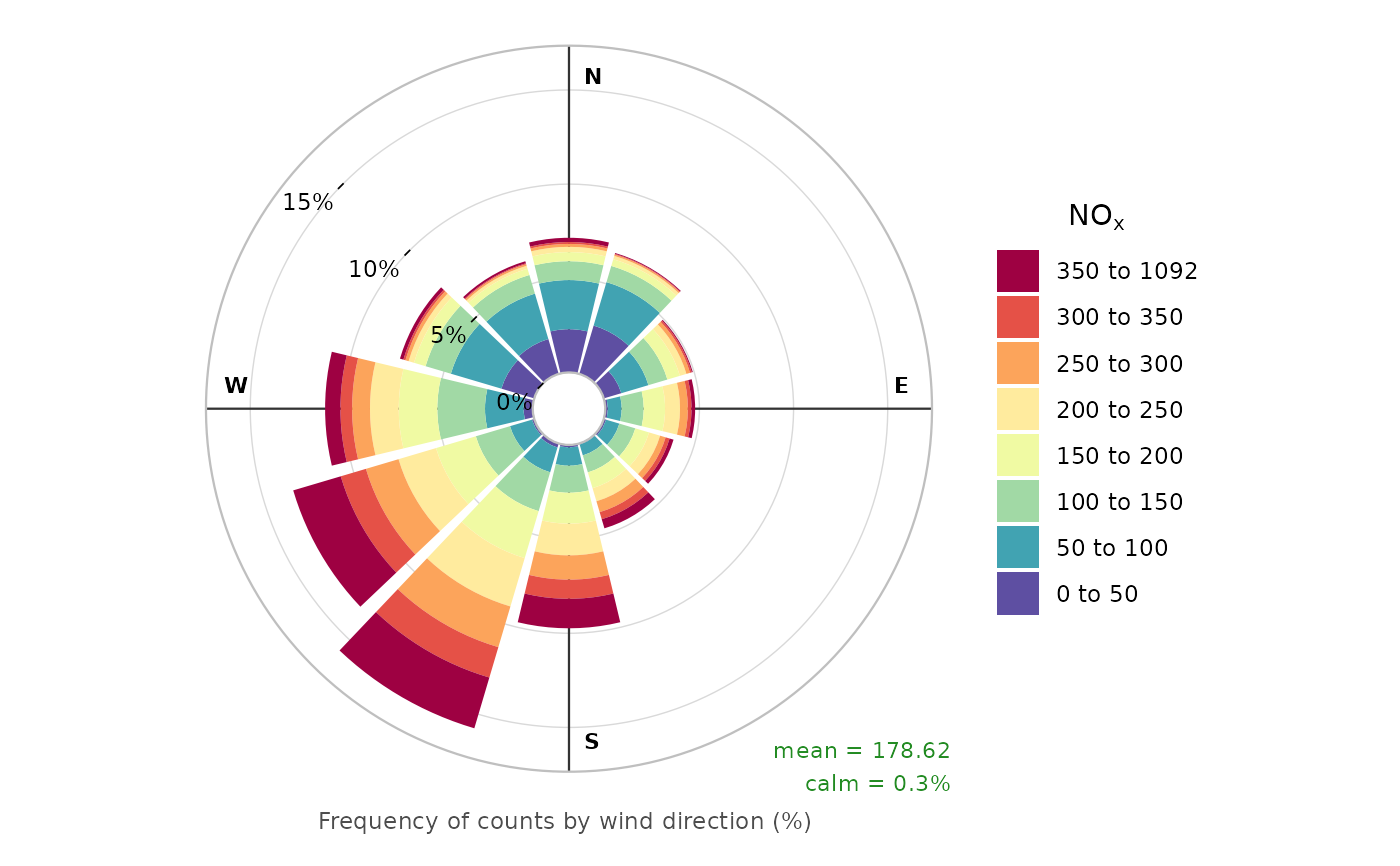 N
15%
10%
5%
W
E
0%
S
NOx
350 to 1092
300 to 350
250 to 300
200 to 250
150 to 200
100 to 150
50 to 100
0 to 50
mean = 178.62
calm = 0.3%
Frequency of counts by wind direction (%)